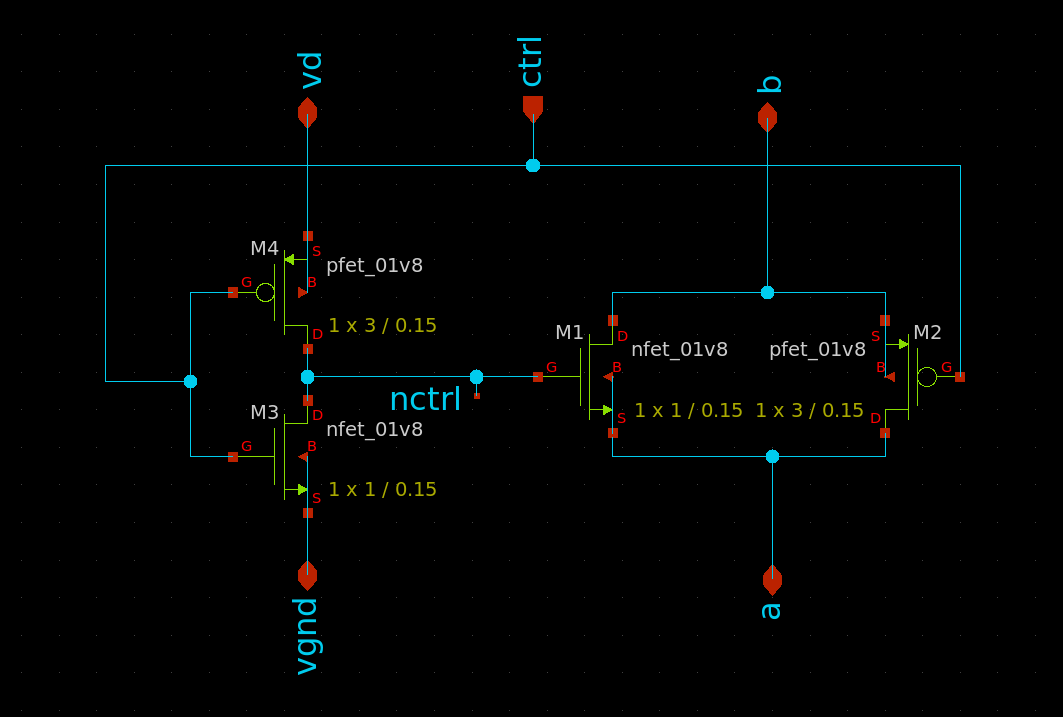 vd
ctrl
b
M4
S
pfet_01v8
G
B
1 x 3 / 0.15
D
nctrl
M3
D
nfet_01v8
G
B
1 x 1 / 0.15
S
vgnd
M1
D
nfet_01v8
G
B
1 x 1 / 0.15
S
M2
S
pfet_01v8
B
G
1 x 3 / 0.15
D
a